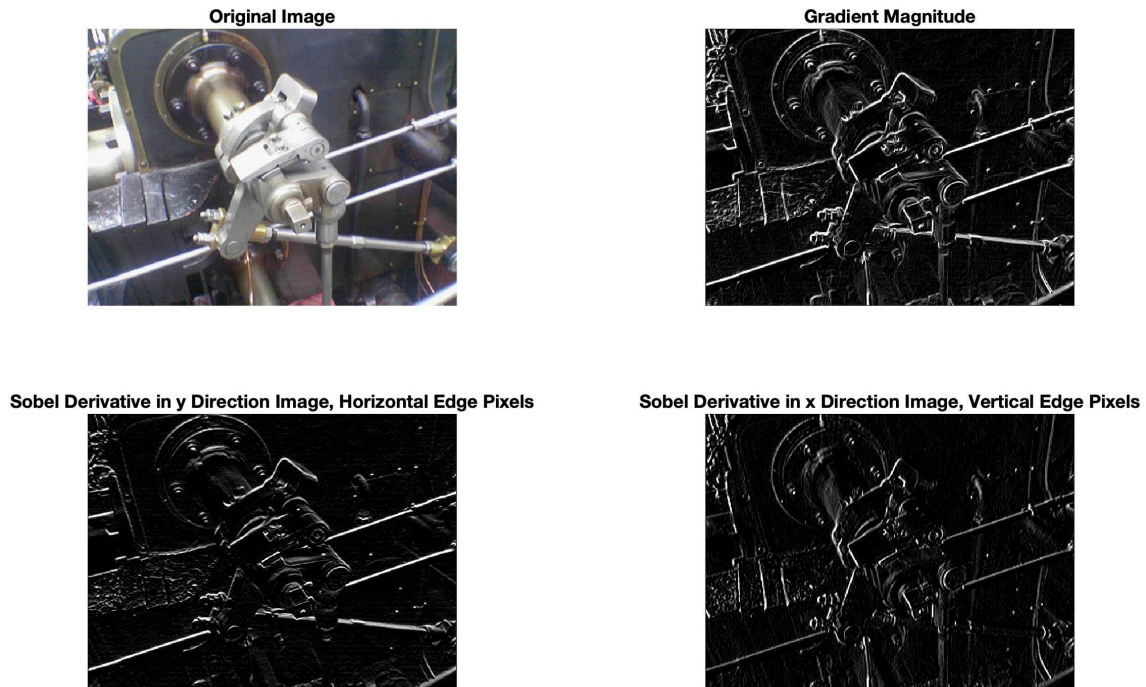 Original Image
Gradient Magnitude
Sobel Derivative in y Direction Image, Horizontal Edge Pixels
Sobel Derivative in x Direction Image, Vertical Edge Pixels